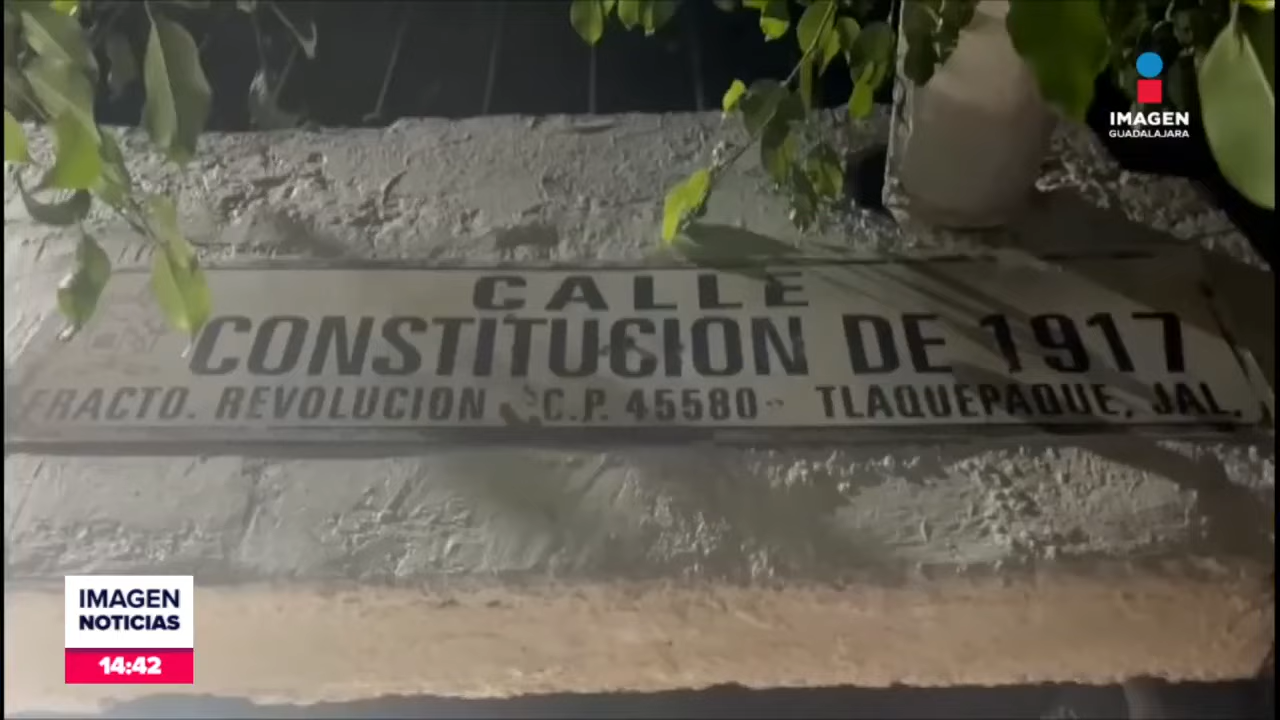 IMAGEN
GUADALAJARA
CALLE
CONSTITUCION DE 1917
FRACTO. REVOLUCION C.P. 45580 TLAQUEPAQUE, JAL.
IMAGEN
NOTICIAS
14:42